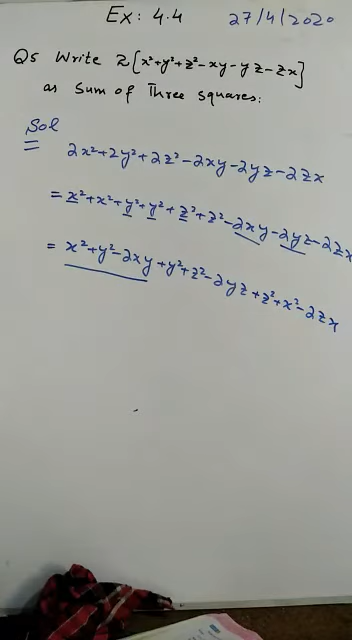 Ex: 4.4 27/4/2020
Q5 Write 2[x²+y²+z²-xy-yz-zx]
as Sum of Three squares:
Sol
2x²+2y²+2z²-2xy-2yz-2zx
= x²+x²+y²+y²+z²+z²-2xy-2yz-2zx
= x²+y²-2xy+y²+z²-2yz+z²+x²-2zx